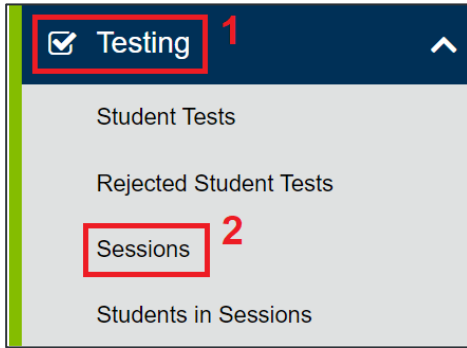 Testing 1
Student Tests
Rejected Student Tests
Sessions 2
Students in Sessions